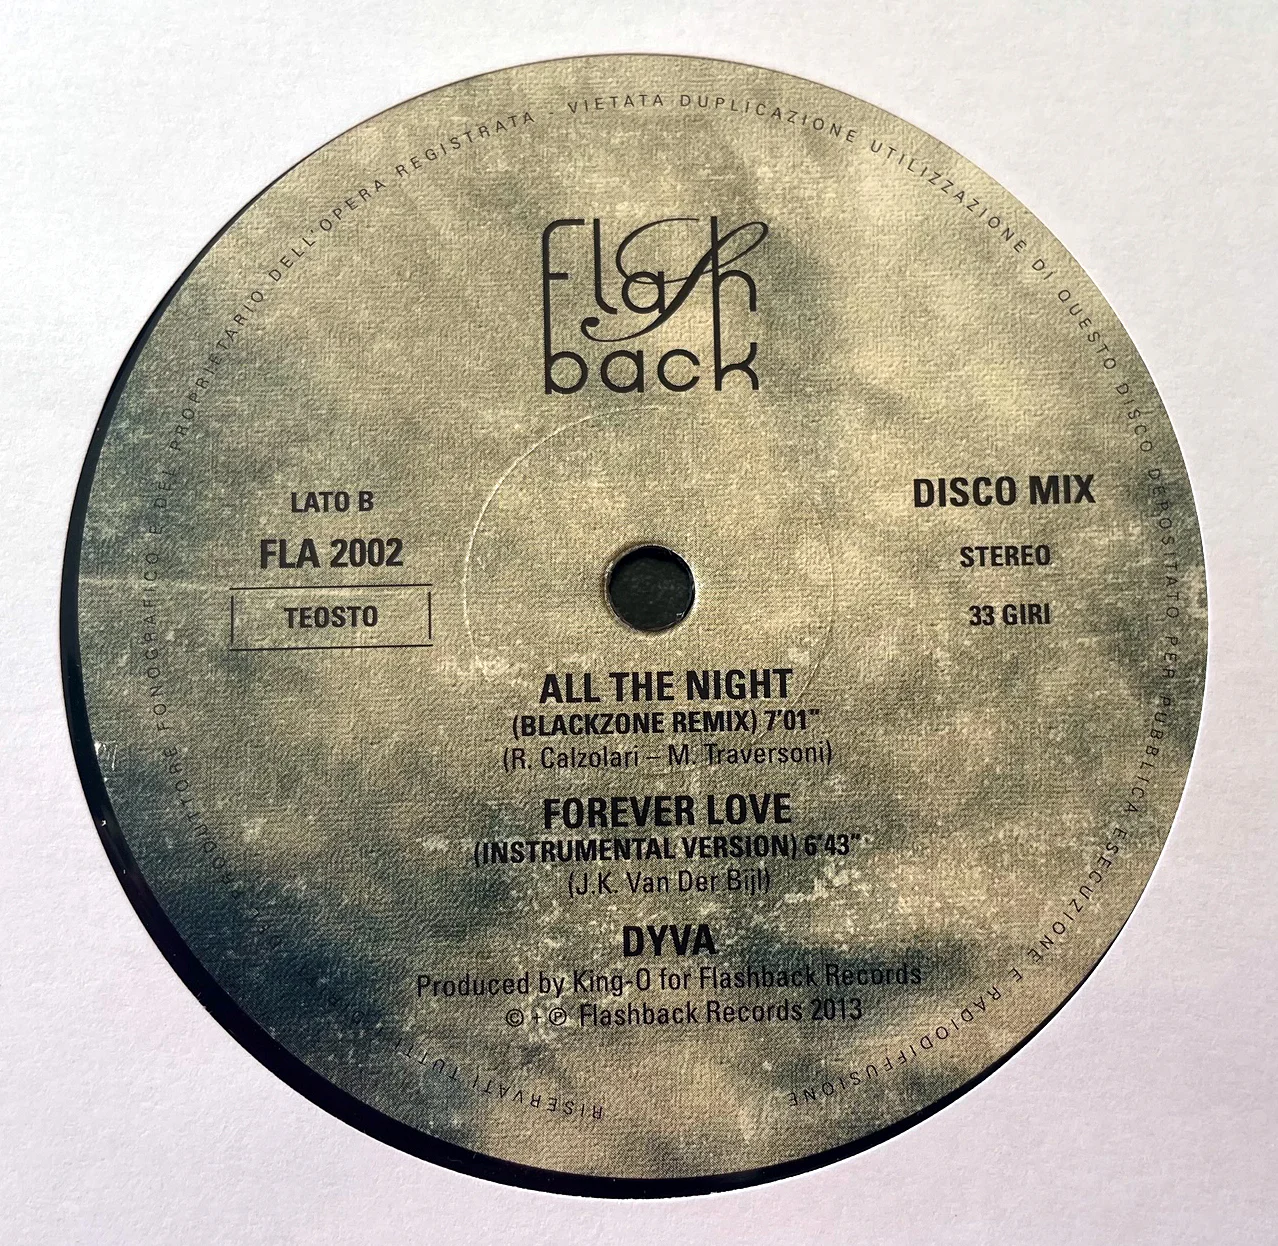 RISERVATI TUTTI I DIRITTI DEL PRODUTTORE FONOGRAFICO E DEL PROPRIETARIO DELL'OPERA REGISTRATA - VIETATA DUPLICAZIONE UTILIZZAZIONE DI QUESTO DISCO DEPOSITATO PER PUBBLICA ESECUZIONE E RADIODIFFUSIONE
Flash
back
LATO B
FLA 2002
TEOSTO
DISCO MIX
STEREO
33 GIRI
ALL THE NIGHT
(BLACKZONE REMIX) 7'01"
(R. Calzolari – M. Traversoni)
FOREVER LOVE
(INSTRUMENTAL VERSION) 6'43"
(J.K. Van Der Bijl)
DYVA
Produced by King-O for Flashback Records
© + ℗ Flashback Records 2013